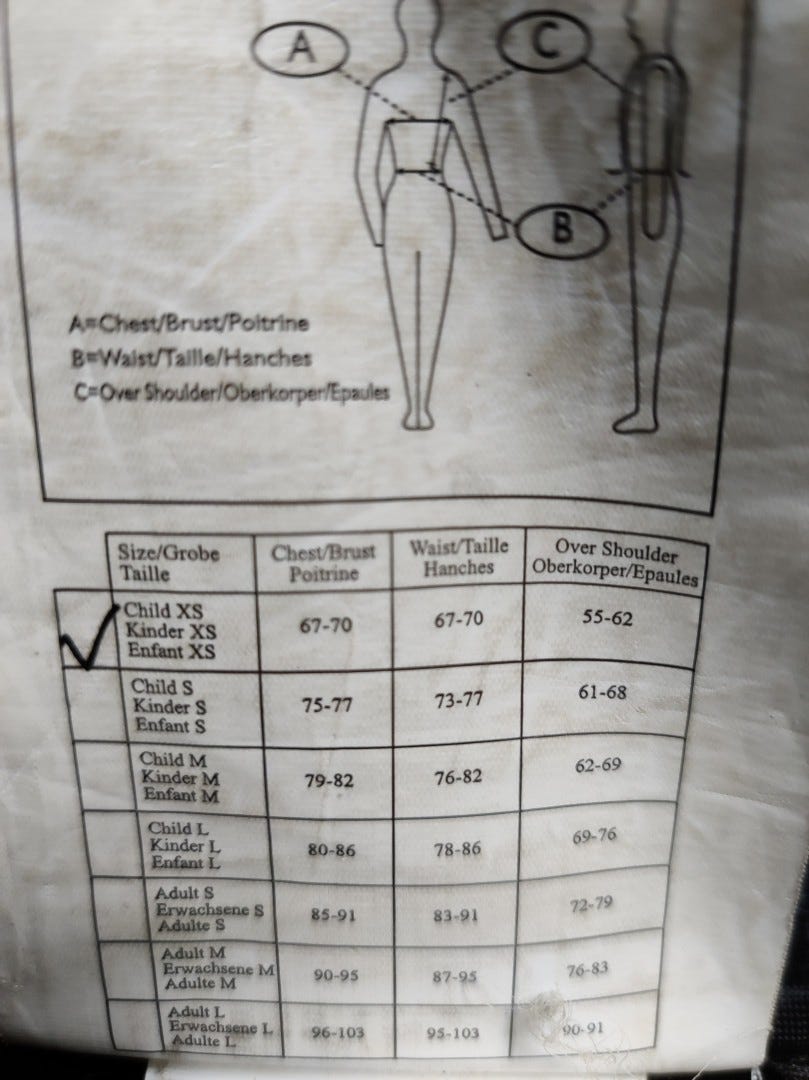 A
C
B
A=Chest/Brust/Poitrine
B=Waist/Taille/Hanches
C=Over Shoulder/Oberkorper/Epaules
Size/Grobe Chest/Brust Waist/Taille Over Shoulder
Taille Poitrine Hanches Oberkorper/Epaules
Child XS
Kinder XS 67-70 67-70 55-62
Enfant XS
Child S
Kinder S 75-77 73-77 61-68
Enfant S
Child M
Kinder M 79-82 76-82 62-69
Enfant M
Child L
Kinder L 80-86 78-86 69-76
Enfant L
Adult S
Erwachsene S 85-91 83-91 72-79
Adulte S
Adult M
Erwachsene M 90-95 87-95 76-83
Adulte M
Adult L
Erwachsene L 96-103 95-103 90-91
Adulte L